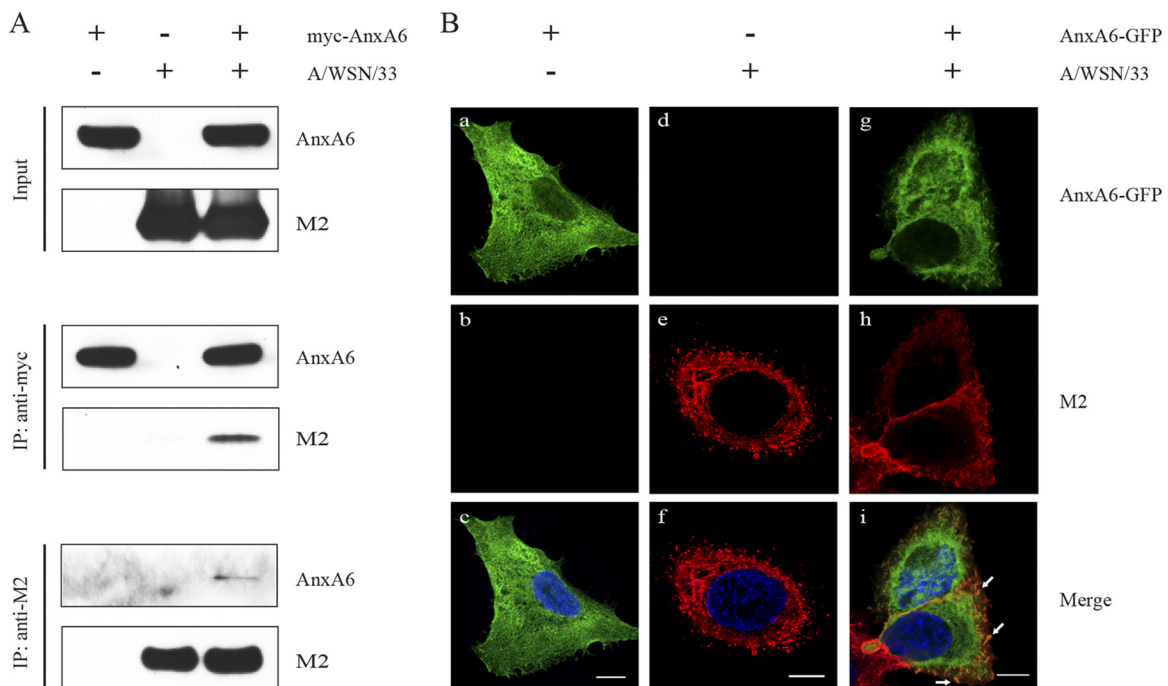 A
+ - + myc-AnxA6
- + + A/WSN/33
Input
AnxA6
M2
IP: anti-myc
AnxA6
M2
IP: anti-M2
AnxA6
M2
B
+ - + AnxA6-GFP
- + + A/WSN/33
a d g AnxA6-GFP
b e h M2
c f i Merge